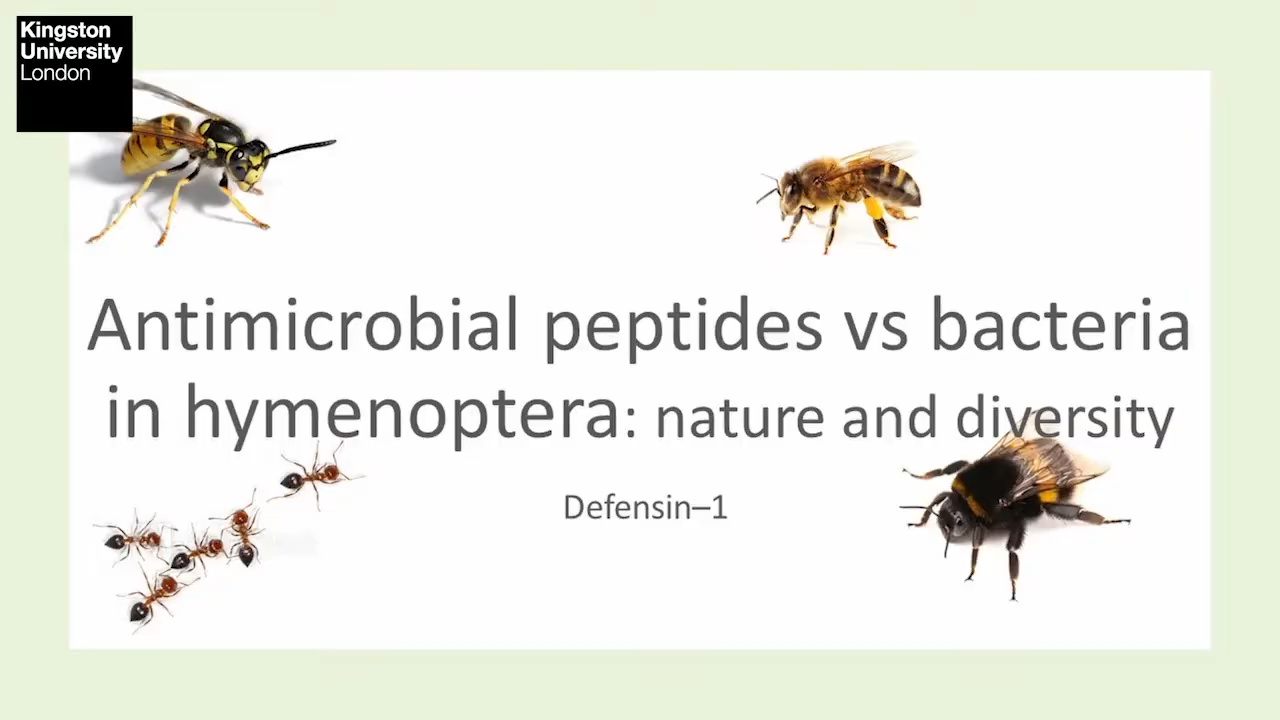 Kingston
University
London
Antimicrobial peptides vs bacteria
in hymenoptera: nature and diversity
Defensin–1